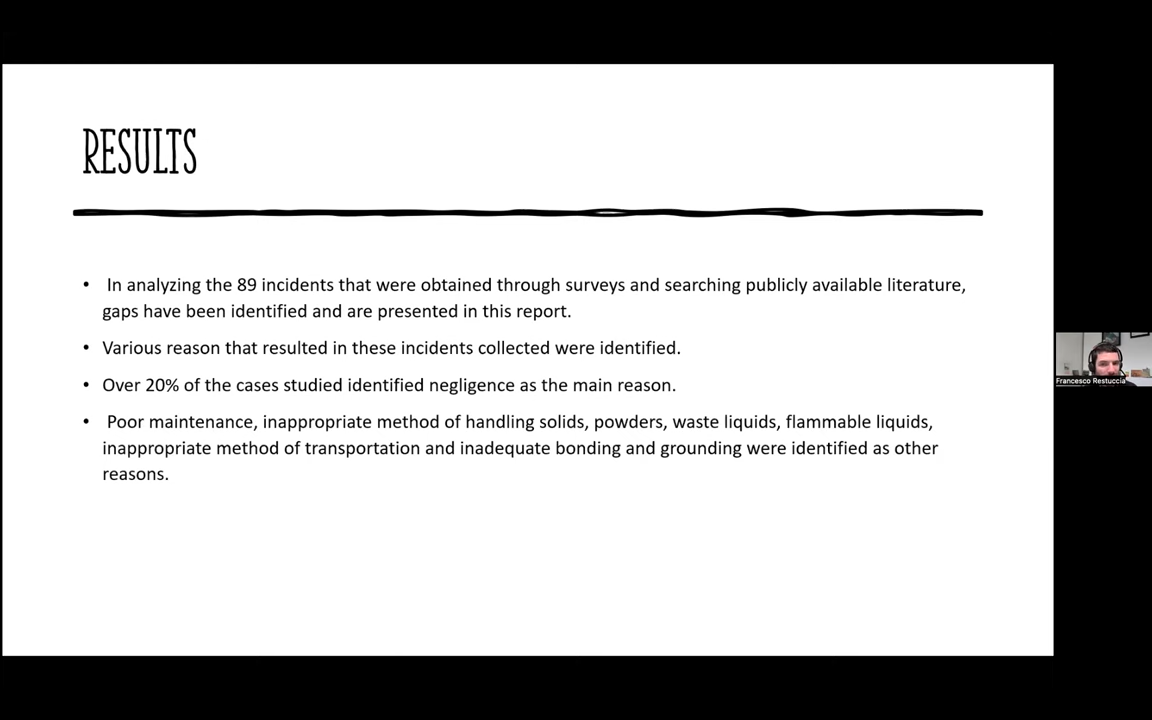 RESULTS
• In analyzing the 89 incidents that were obtained through surveys and searching publicly available literature,
gaps have been identified and are presented in this report.
• Various reason that resulted in these incidents collected were identified.
• Over 20% of the cases studied identified negligence as the main reason.
• Poor maintenance, inappropriate method of handling solids, powders, waste liquids, flammable liquids,
inappropriate method of transportation and inadequate bonding and grounding were identified as other
reasons.
Francesco Restuccia